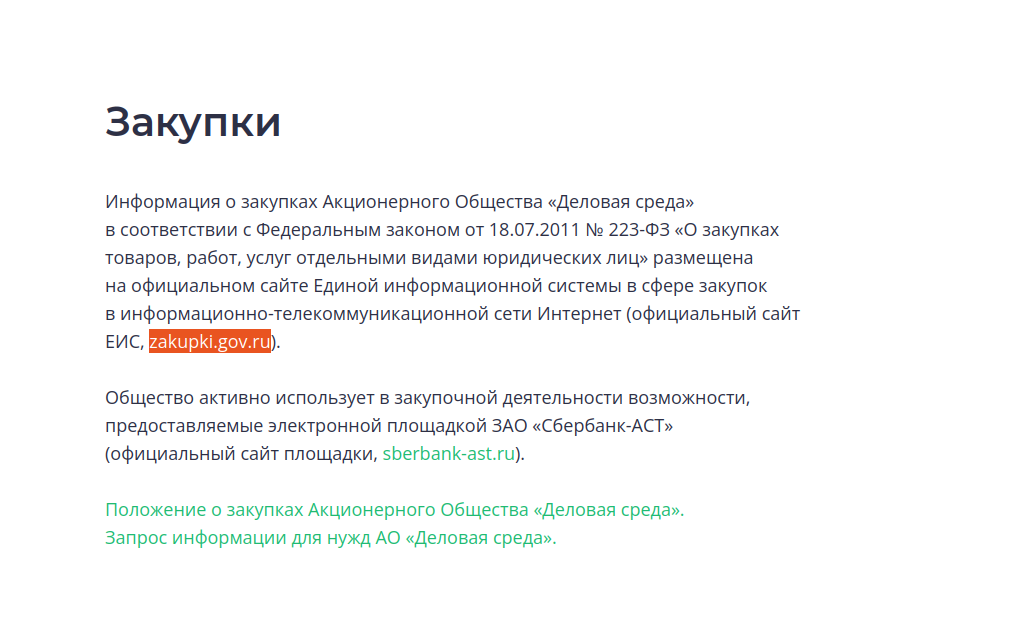 Закупки
Информация о закупках Акционерного Общества «Деловая среда»
в соответствии с Федеральным законом от 18.07.2011 № 223-ФЗ «О закупках
товаров, работ, услуг отдельными видами юридических лиц» размещена
на официальном сайте Единой информационной системы в сфере закупок
в информационно-телекоммуникационной сети Интернет (официальный сайт
ЕИС, zakupki.gov.ru).
Общество активно использует в закупочной деятельности возможности,
предоставляемые электронной площадкой ЗАО «Сбербанк-АСТ»
(официальный сайт площадки, sberbank-ast.ru).
Положение о закупках Акционерного Общества «Деловая среда».
Запрос информации для нужд АО «Деловая среда».